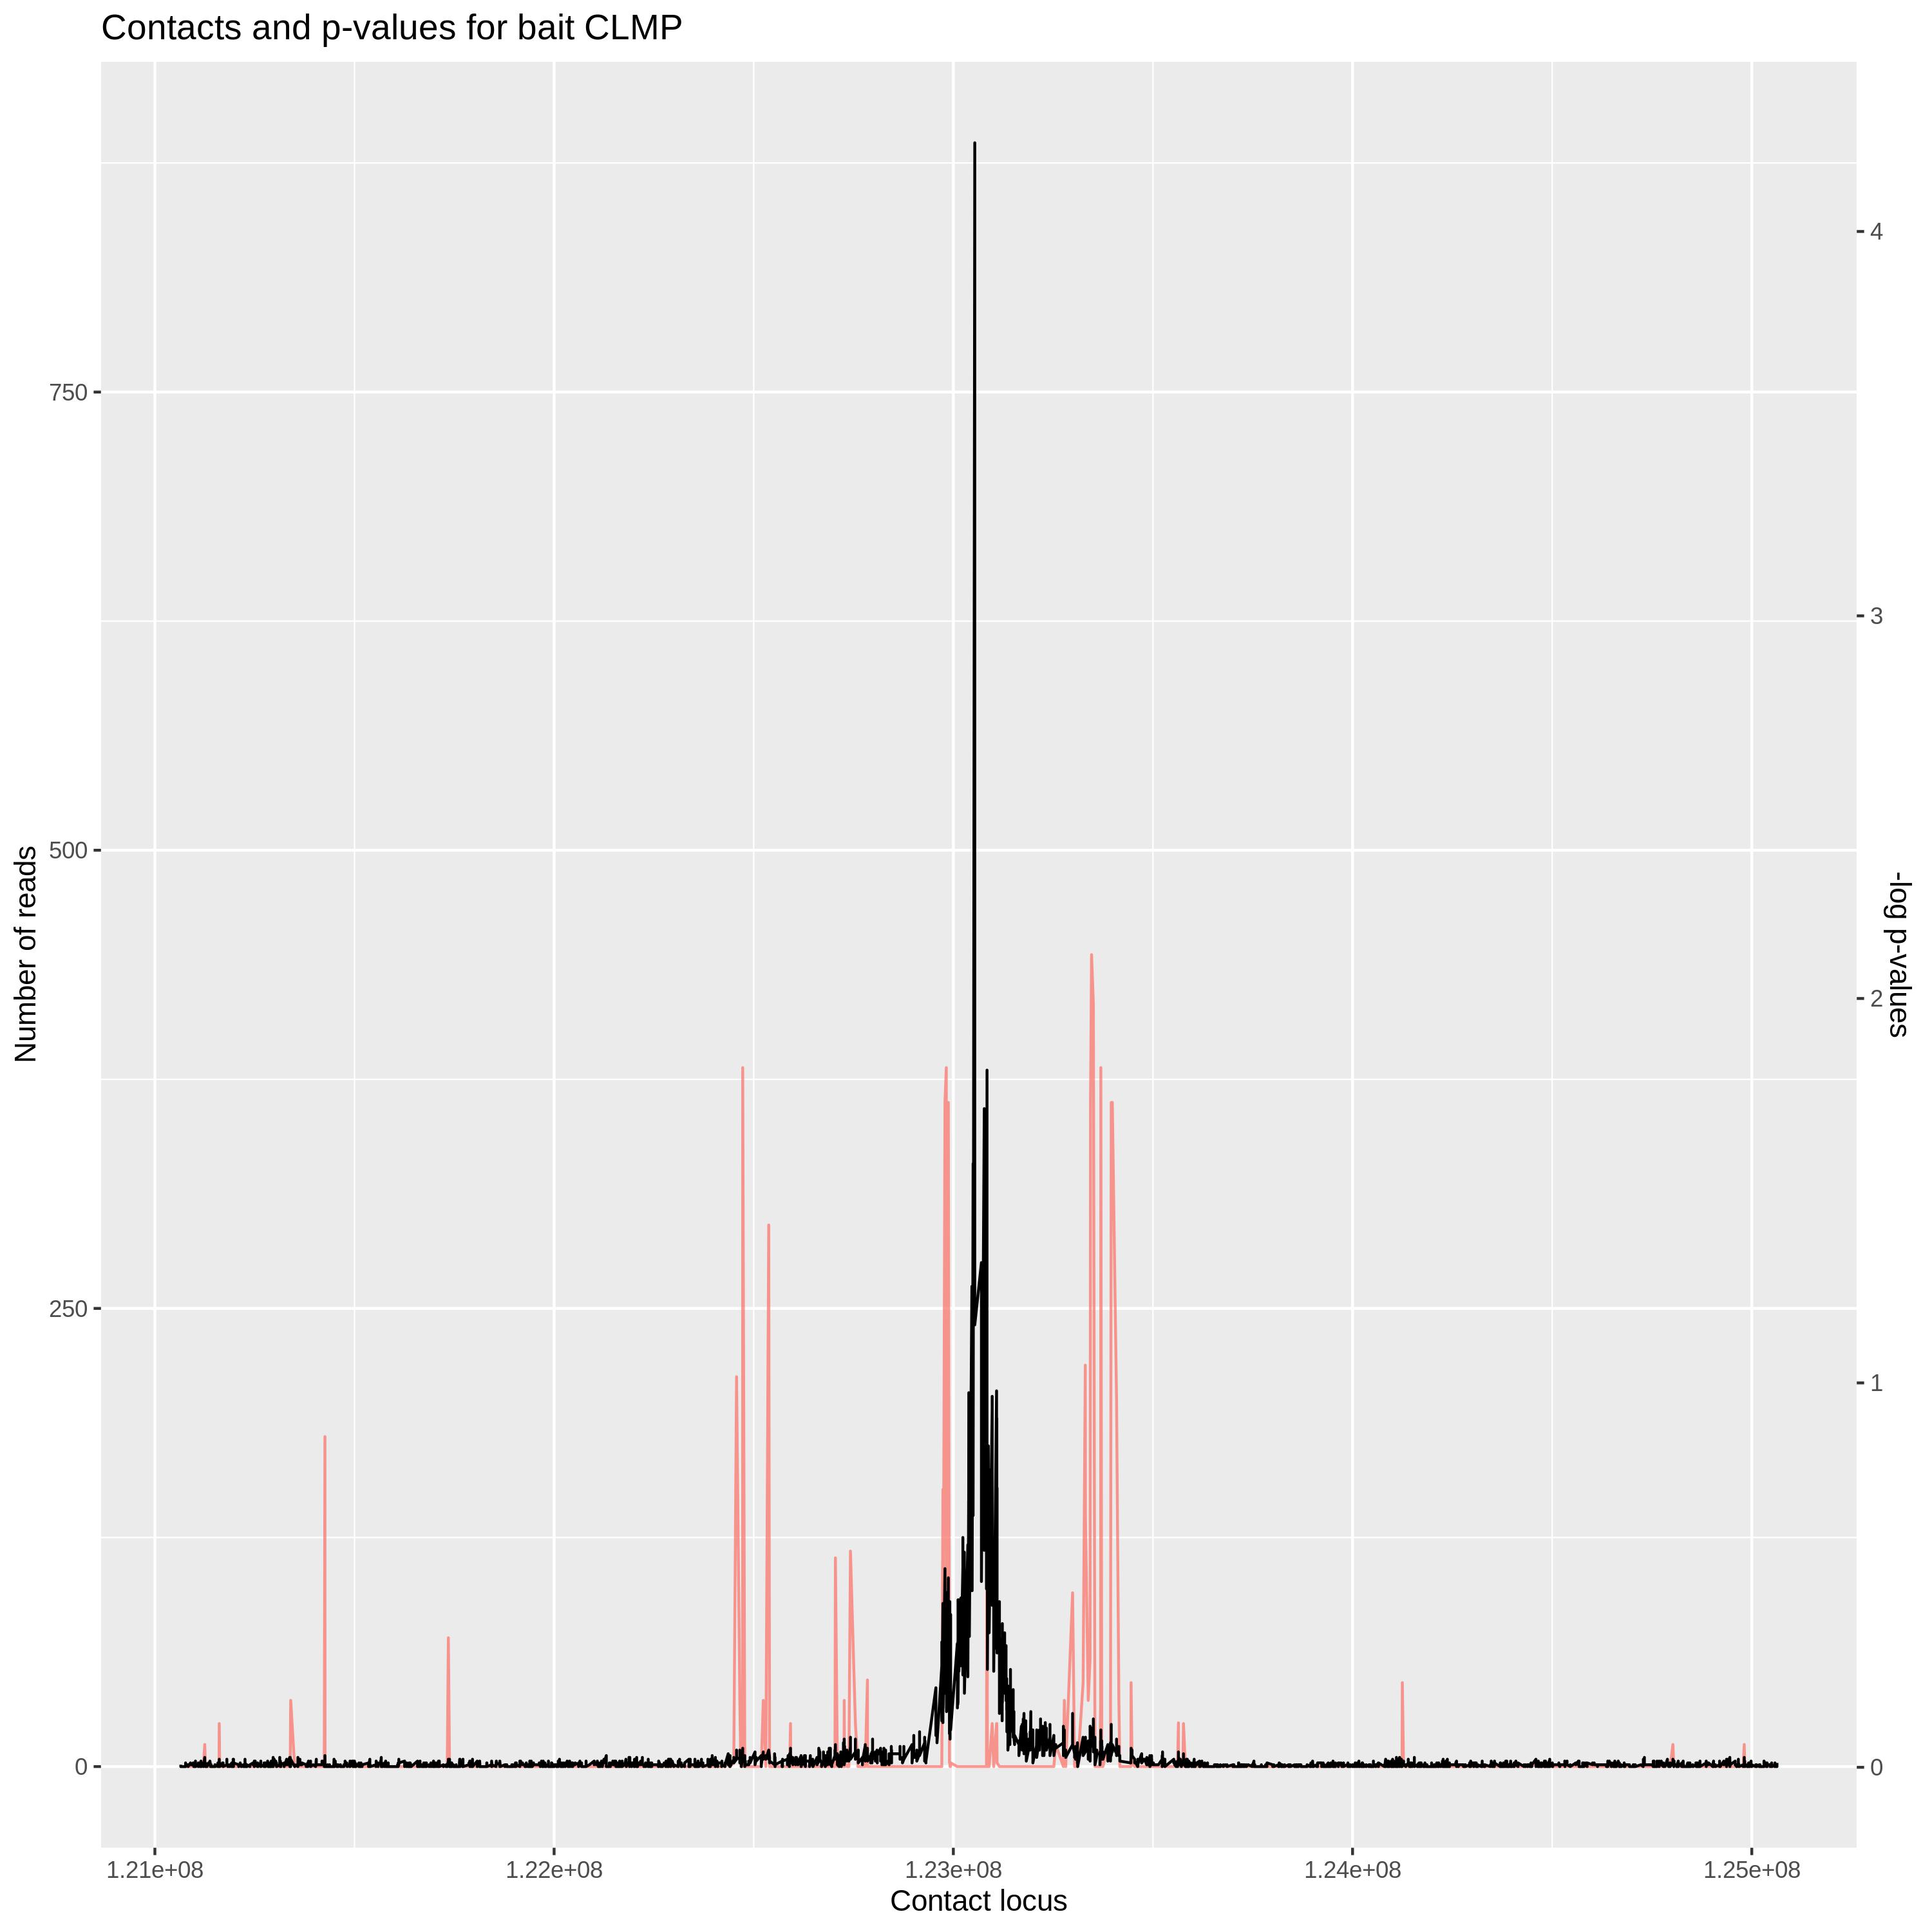 Contacts and p-values for bait CLMP
Number of reads
750
500
250
0
4
3
2
1
0
-log p-values
1.21e+08
1.22e+08
1.23e+08
1.24e+08
1.25e+08
Contact locus